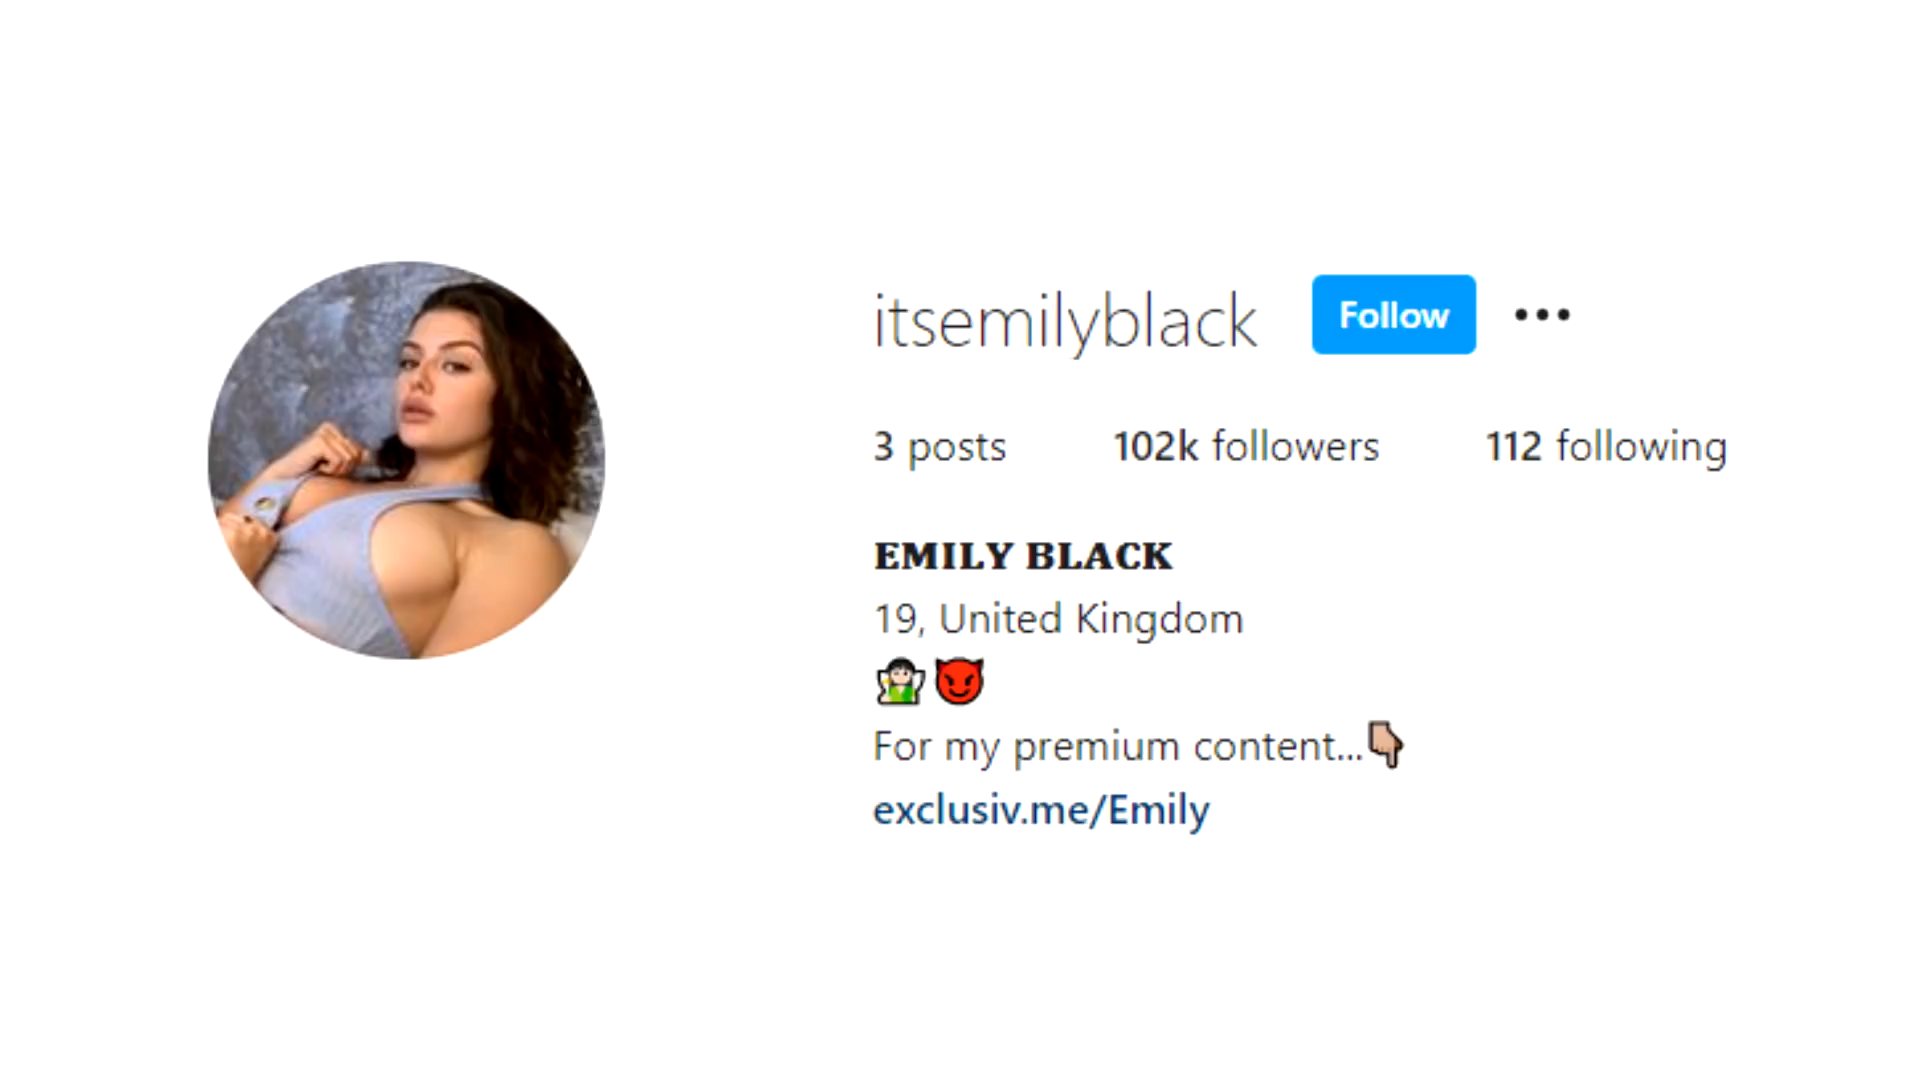 itsemilyblack Follow
3 posts 102k followers 112 following
EMILY BLACK
19, United Kingdom
🧚🏻😈
For my premium content...👇🏼
exclusiv.me/Emily